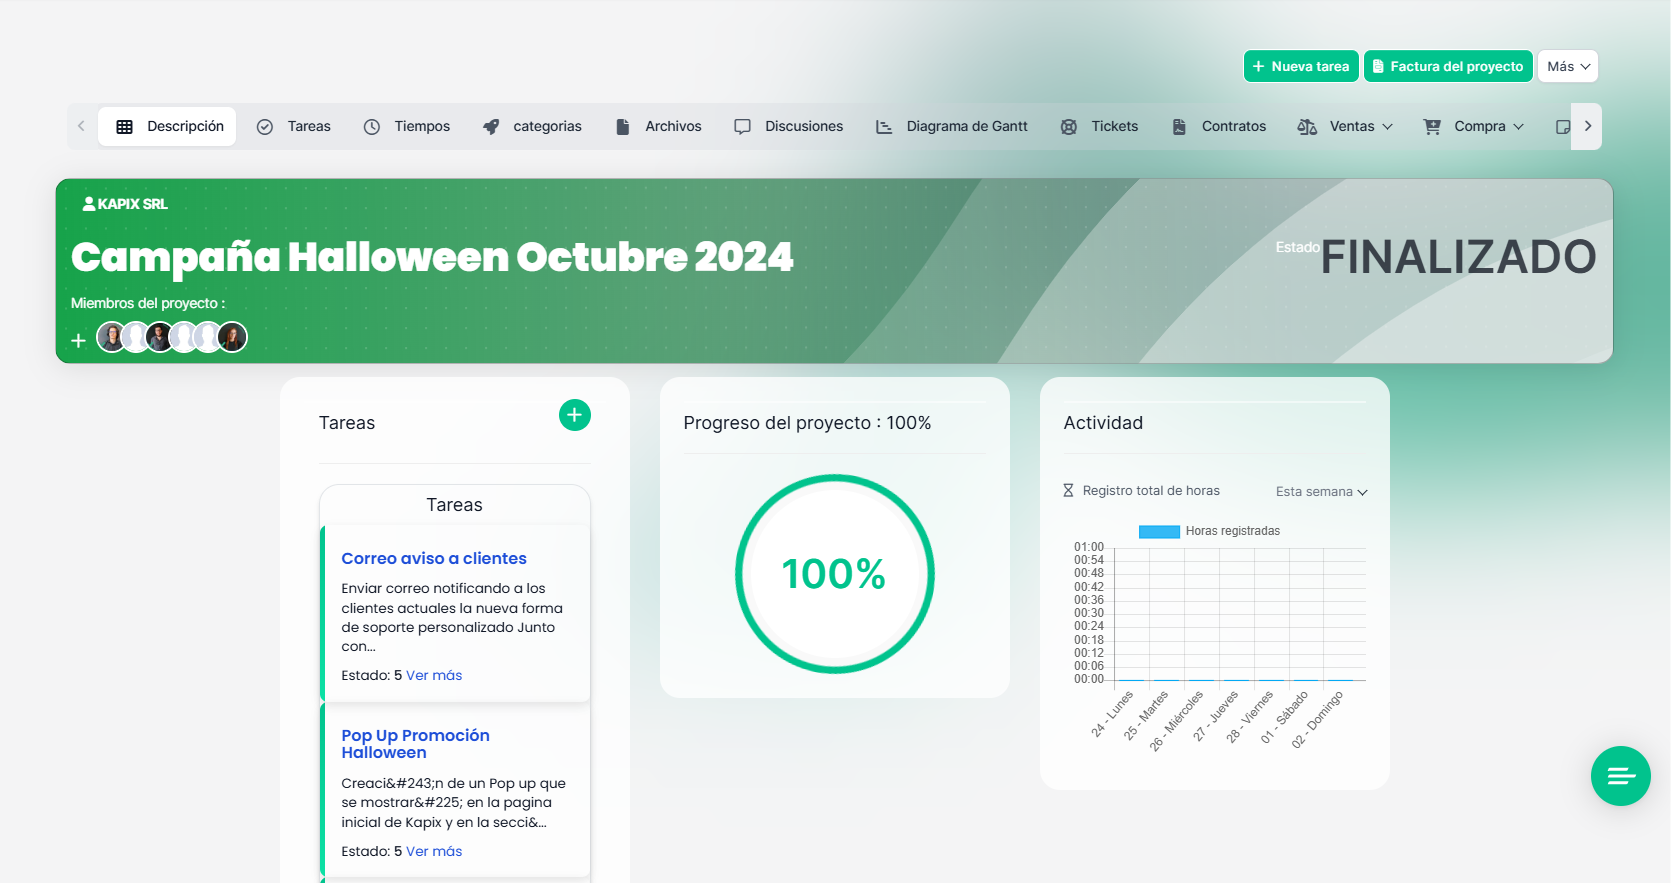 Nueva tarea
Factura del proyecto
Más
Descripción
Tareas
Tiempos
categorias
Archivos
Discusiones
Diagrama de Gantt
Tickets
Contratos
Ventas
Compra
KAPIX SRL
Campaña Halloween Octubre 2024
Estado FINALIZADO
Miembros del proyecto :
Tareas
Tareas
Correo aviso a clientes
Enviar correo notificando a los
clientes actuales la nueva forma
de soporte personalizado Junto
con...
Estado: 5 Ver más
Pop Up Promoción
Halloween
Creaci&#243;n de un Pop up que
se mostrar&#225; en la pagina
inicial de Kapix y en la secci&...
Estado: 5 Ver más
Progreso del proyecto : 100%
100%
Actividad
Registro total de horas
Esta semana
Horas registradas
01:00
00:54
00:48
00:42
00:36
00:30
00:24
00:18
00:12
00:06
00:00
24 - Lunes
25 - Martes
26 - Miércoles
27 - Jueves
28 - Viernes
01 - Sábado
02 - Domingo